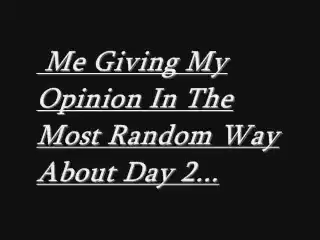 Me Giving My
Opinion In The
Most Random Way
About Day 2...